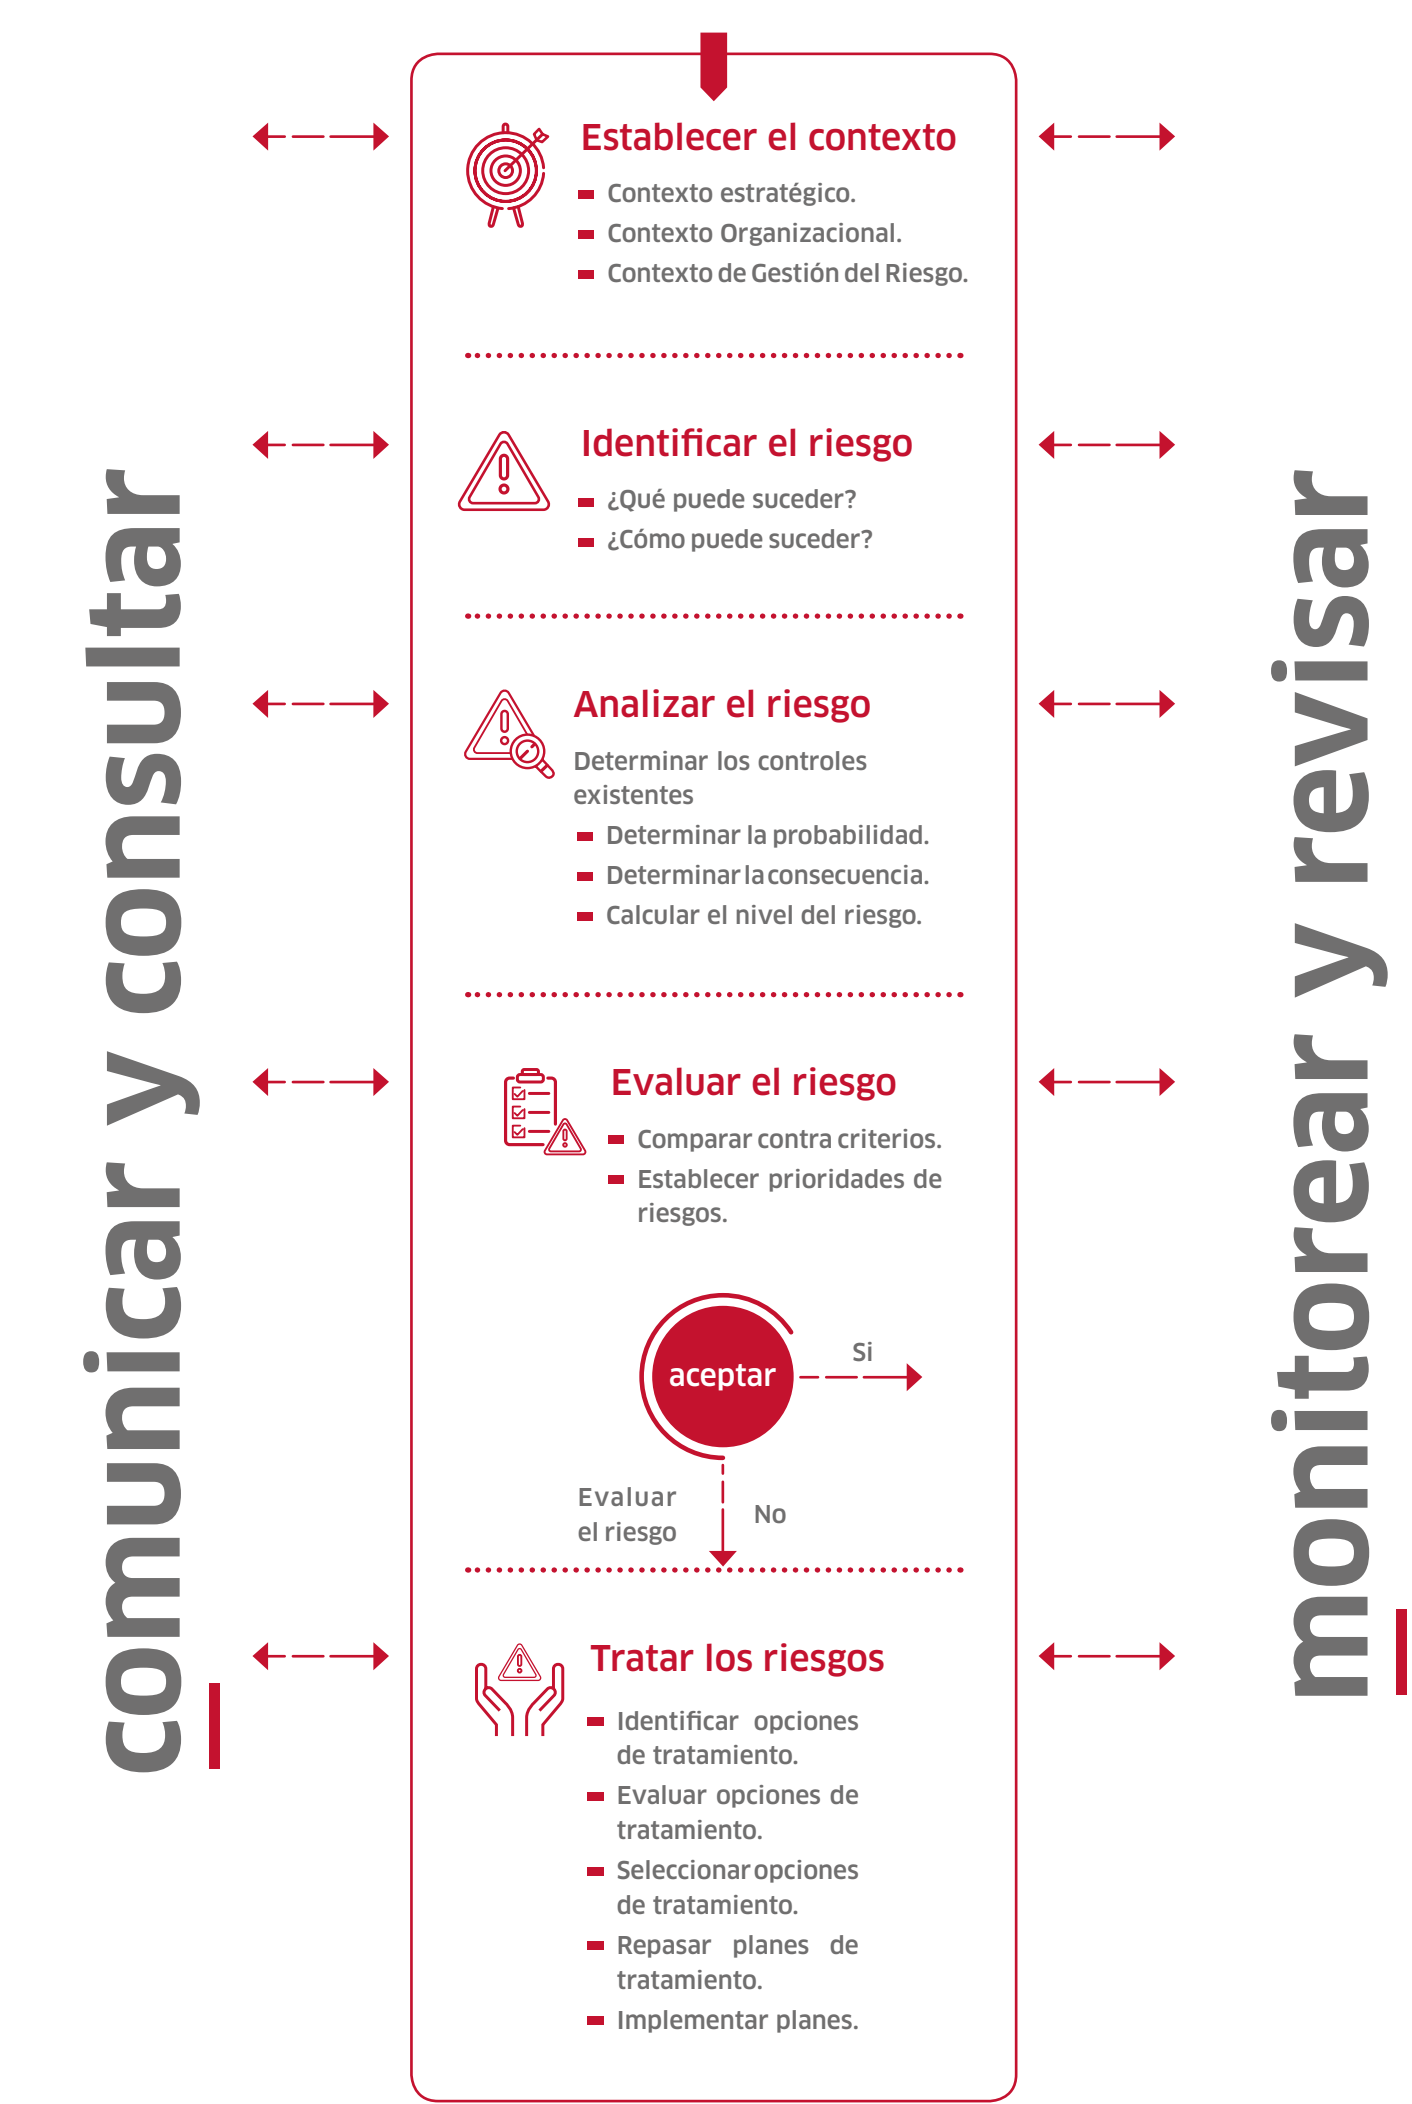 comunicar y consultar
Establecer el contexto
Contexto estratégico.
Contexto Organizacional.
Contexto de Gestión del Riesgo.
Identificar el riesgo
¿Qué puede suceder?
¿Cómo puede suceder?
Analizar el riesgo
Determinar los controles
existentes
Determinar la probabilidad.
Determinar la consecuencia.
Calcular el nivel del riesgo.
Evaluar el riesgo
Comparar contra criterios.
Establecer prioridades de
riesgos.
aceptar
Si
Evaluar
el riesgo
No
Tratar los riesgos
Identificar opciones
de tratamiento.
Evaluar opciones de
tratamiento.
Seleccionar opciones
de tratamiento.
Repasar planes de
tratamiento.
Implementar planes.
monitorear y revisar